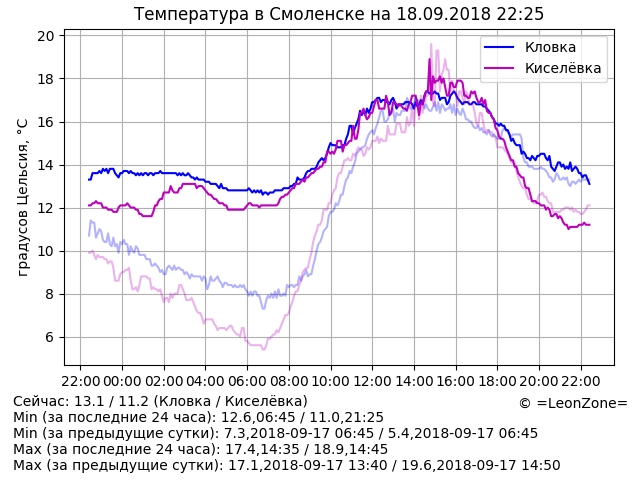 Температура в Смоленске на 18.09.2018 22:25
градусов Цельсия, °C
20
18
16
14
12
10
8
6
Кловка
Киселёвка
22:00 00:00 02:00 04:00 06:00 08:00 10:00 12:00 14:00 16:00 18:00 20:00 22:00
Сейчас: 13.1 / 11.2 (Кловка / Киселёвка)
© =LeonZone=
Min (за последние 24 часа): 12.6,06:45 / 11.0,21:25
Min (за предыдущие сутки): 7.3,2018-09-17 06:45 / 5.4,2018-09-17 06:45
Max (за последние 24 часа): 17.4,14:35 / 18.9,14:45
Max (за предыдущие сутки): 17.1,2018-09-17 13:40 / 19.6,2018-09-17 14:50